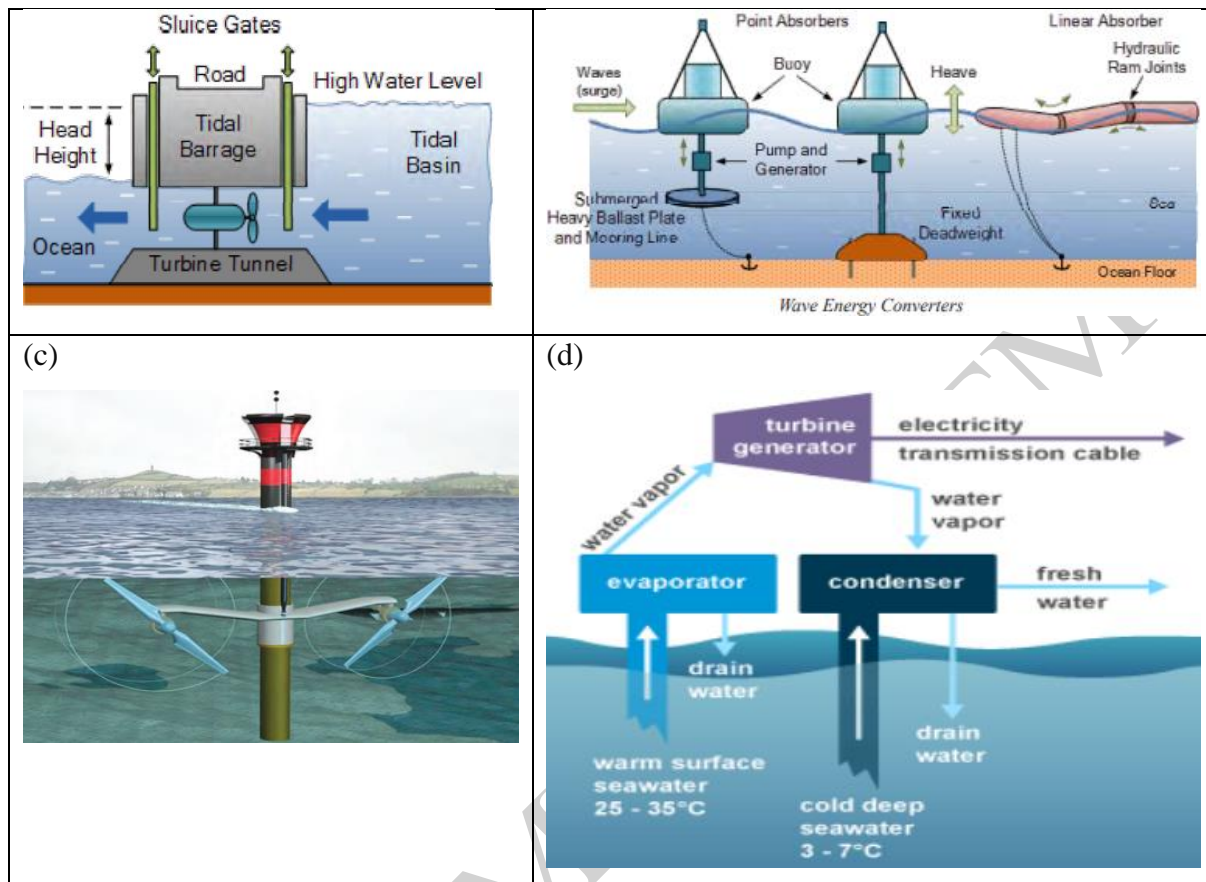 Sluice Gates
Road
High Water Level
Head
Height
Tidal
Barrage
Tidal
Basin
Ocean
Turbine Tunnel
Point Absorbers
Linear Absorber
Waves
(surge)
Buoy
Heave
Hydraulic
Ram Joints
Pump and
Generator
Submerged
Heavy Ballast Plate
and Mooring Line
Fixed
Deadweight
Sea
Ocean Floor
Wave Energy Converters
(c)
(d)
turbine
generator
electricity
transmission cable
water vapor
water
vapor
evaporator
condenser
fresh
water
drain
water
drain
water
warm surface
seawater
25 - 35°C
cold deep
seawater
3 - 7°C